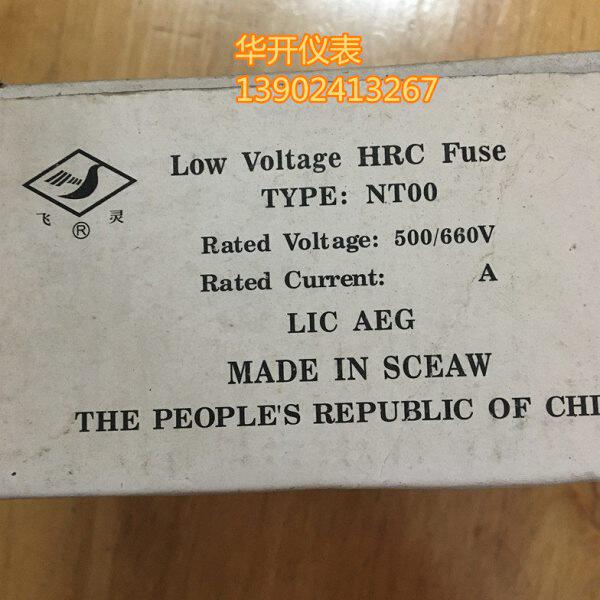 华开仪表
13902413267
Low Voltage HRC Fuse
TYPE: NT00
飞 ® 灵
Rated Voltage: 500/660V
Rated Current: A
LIC AEG
MADE IN SCEAW
THE PEOPLE'S REPUBLIC OF CHI